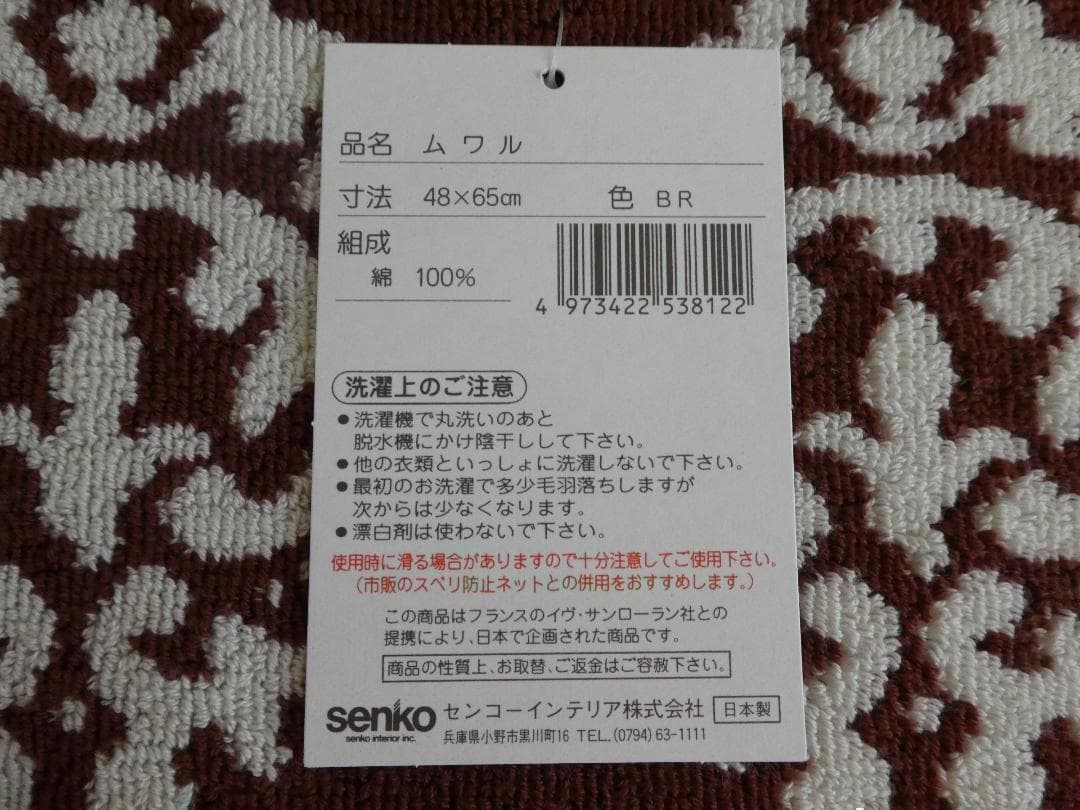 品名 ムワル
寸法 48×65㎝ 色 BR
組成
綿 100%
4 973422 538122
洗濯上のご注意
●洗濯機で丸洗いのあと
脱水機にかけ陰干しして下さい。
●他の衣類といっしょに洗濯しないで下さい。
●最初のお洗濯で多少毛羽落ちしますが
次からは少なくなります。
●漂白剤は使わないで下さい。
使用時に滑る場合がありますので十分注意してご使用下さい。
(市販のスベリ防止ネットとの併用をおすすめします。)
この商品はフランスのイヴ・サンローラン社との
提携により、日本で企画された商品です。
商品の性質上、お取替、ご返金はご容赦下さい。
senko センコーインテリア株式会社 日本製
senko interior inc. 兵庫県小野市黒川町16 TEL.(0794)63-1111